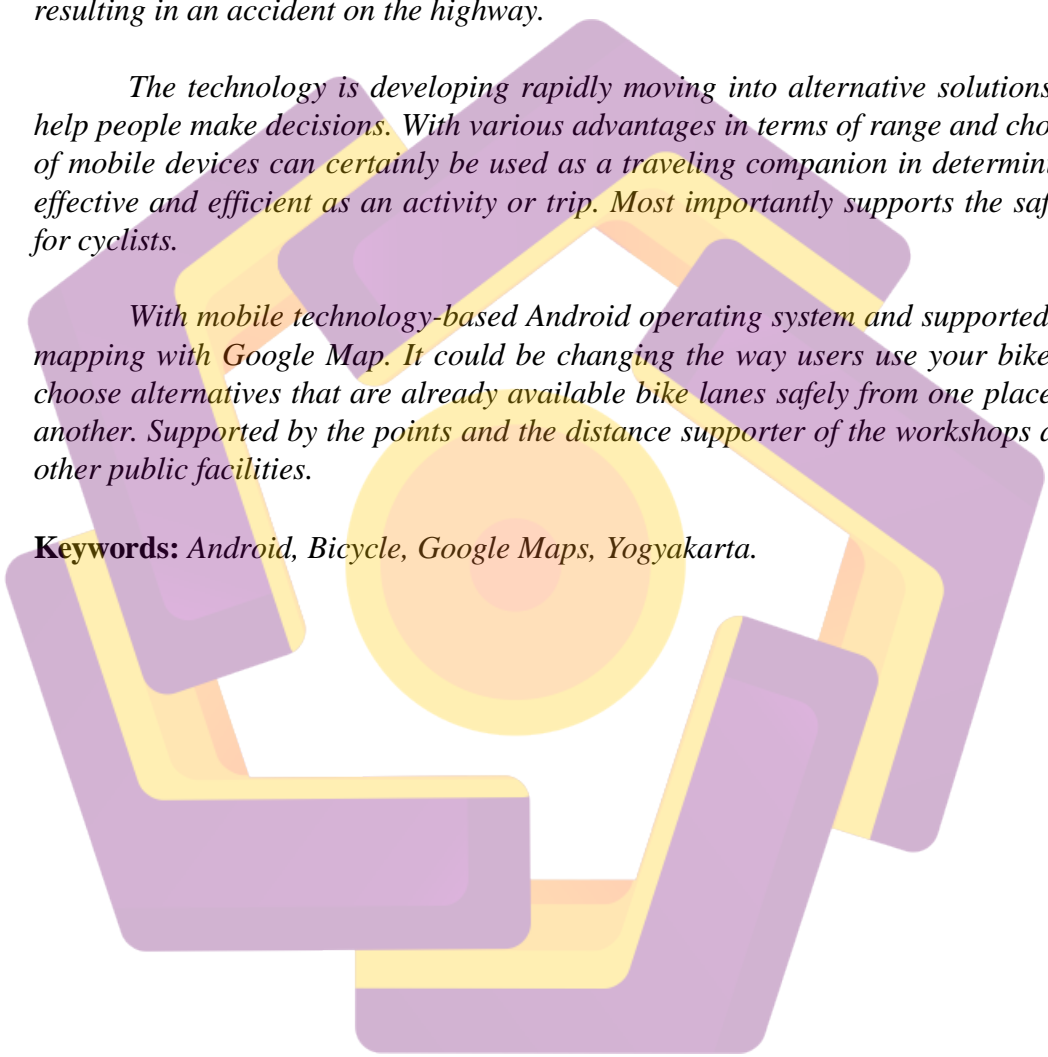 resulting in an accident on the highway.
The technology is developing rapidly moving into alternative solutions
help people make decisions. With various advantages in terms of range and cho
of mobile devices can certainly be used as a traveling companion in determin
effective and efficient as an activity or trip. Most importantly supports the saf
for cyclists.
With mobile technology-based Android operating system and supported
mapping with Google Map. It could be changing the way users use your bike
choose alternatives that are already available bike lanes safely from one place
another. Supported by the points and the distance supporter of the workshops
other public facilities.
Keywords: Android, Bicycle, Google Maps, Yogyakarta.